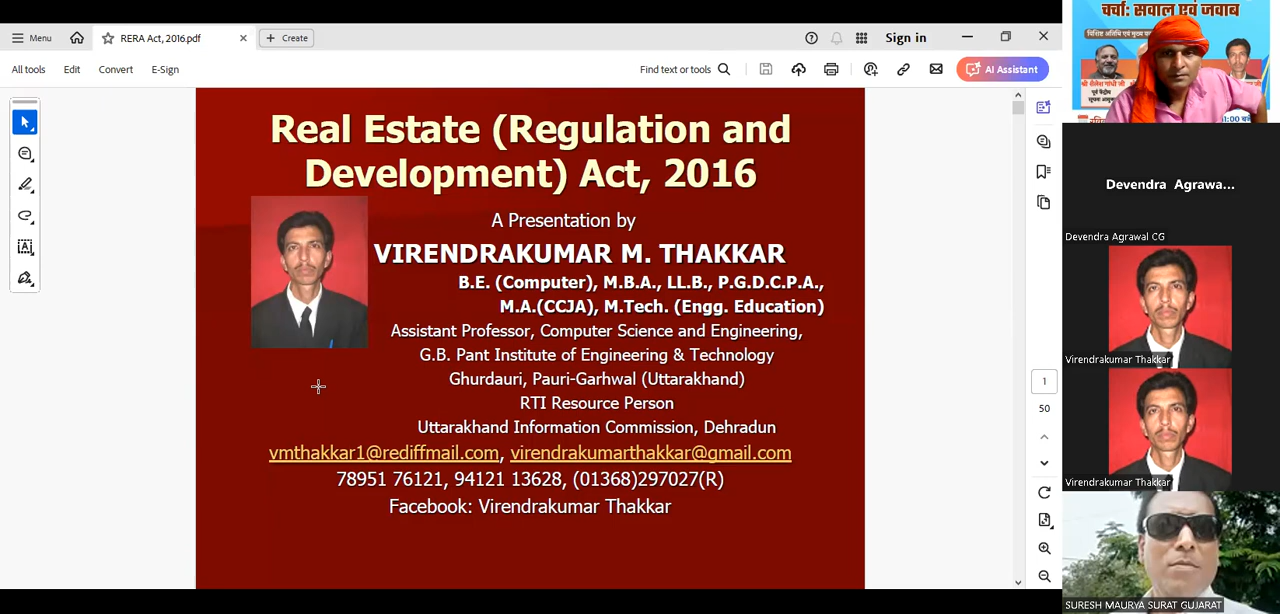 Menu
RERA Act, 2016.pdf
Create
Sign in
All tools
Edit
Convert
E-Sign
Find text or tools
AI Assistant
Real Estate (Regulation and
Development) Act, 2016
A Presentation by
VIRENDRAKUMAR M. THAKKAR
B.E. (Computer), M.B.A., LL.B., P.G.D.C.P.A.,
M.A.(CCJA), M.Tech. (Engg. Education)
Assistant Professor, Computer Science and Engineering,
G.B. Pant Institute of Engineering & Technology
Ghurdauri, Pauri-Garhwal (Uttarakhand)
RTI Resource Person
Uttarakhand Information Commission, Dehradun
vmthakkar1@rediffmail.com, virendrakumarthakkar@gmail.com
78951 76121, 94121 13628, (01368)297027(R)
Facebook: Virendrakumar Thakkar
1
50
चर्चा: सवाल एवं जवाब
विशिष्ट अतिथि एवं मुख्य
श्री शैलेश गांधी जी
पूर्व केंद्रीय
सूचना आयुक्त
Devendra Agrawa...
Devendra Agrawal CG
Virendrakumar Thakkar
Virendrakumar Thakkar
SURESH MAURYA SURAT GUJARAT